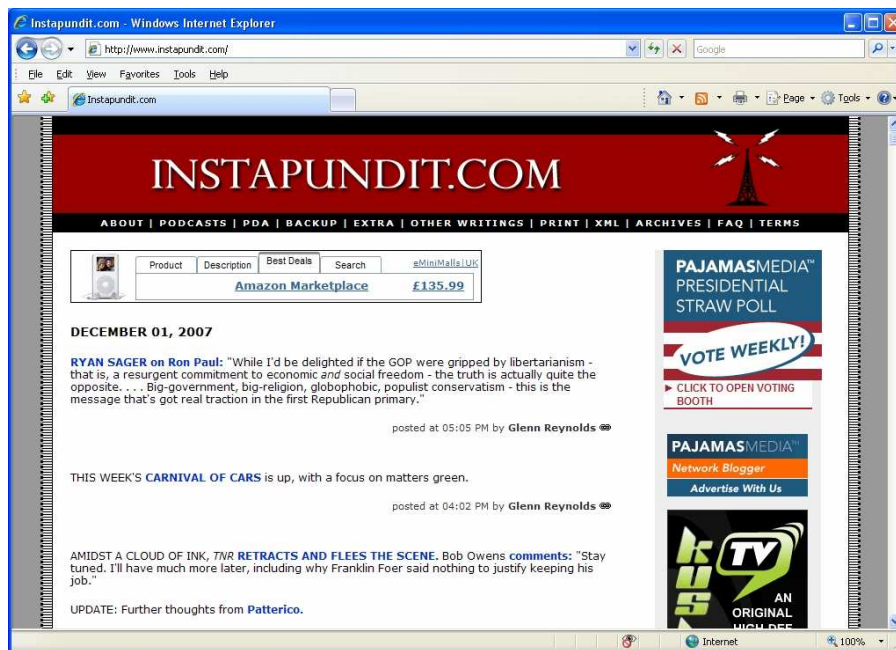 Instapundit.com - Windows Internet Explorer
http://www.instapundit.com/
Google
File Edit View Favorites Tools Help
Instapundit.com
Page Tools
INSTAPUNDIT.COM
ABOUT | PODCASTS | PDA | BACKUP | EXTRA | OTHER WRITINGS | PRINT | XML | ARCHIVES | FAQ | TERMS
Product Description Best Deals Search eMiniMalls|UK
Amazon Marketplace £135.99
DECEMBER 01, 2007
RYAN SAGER on Ron Paul: "While I'd be delighted if the GOP were gripped by libertarianism -
that is, a resurgent commitment to economic and social freedom - the truth is actually quite the
opposite. . . . Big-government, big-religion, globophobic, populist conservatism - this is the
message that's got real traction in the first Republican primary."
posted at 05:05 PM by Glenn Reynolds
THIS WEEK'S CARNIVAL OF CARS is up, with a focus on matters green.
posted at 04:02 PM by Glenn Reynolds
AMIDST A CLOUD OF INK, TNR RETRACTS AND FLEES THE SCENE. Bob Owens comments: "Stay
tuned. I'll have much more later, including why Franklin Foer said nothing to justify keeping his
job."
UPDATE: Further thoughts from Patterico.
PAJAMASMEDIA™
PRESIDENTIAL
STRAW POLL
VOTE WEEKLY!
► CLICK TO OPEN VOTING
BOOTH
PAJAMASMEDIA™
Network Blogger
Advertise With Us
TV
AN
ORIGINAL
HIGH-DEF
Internet
100%